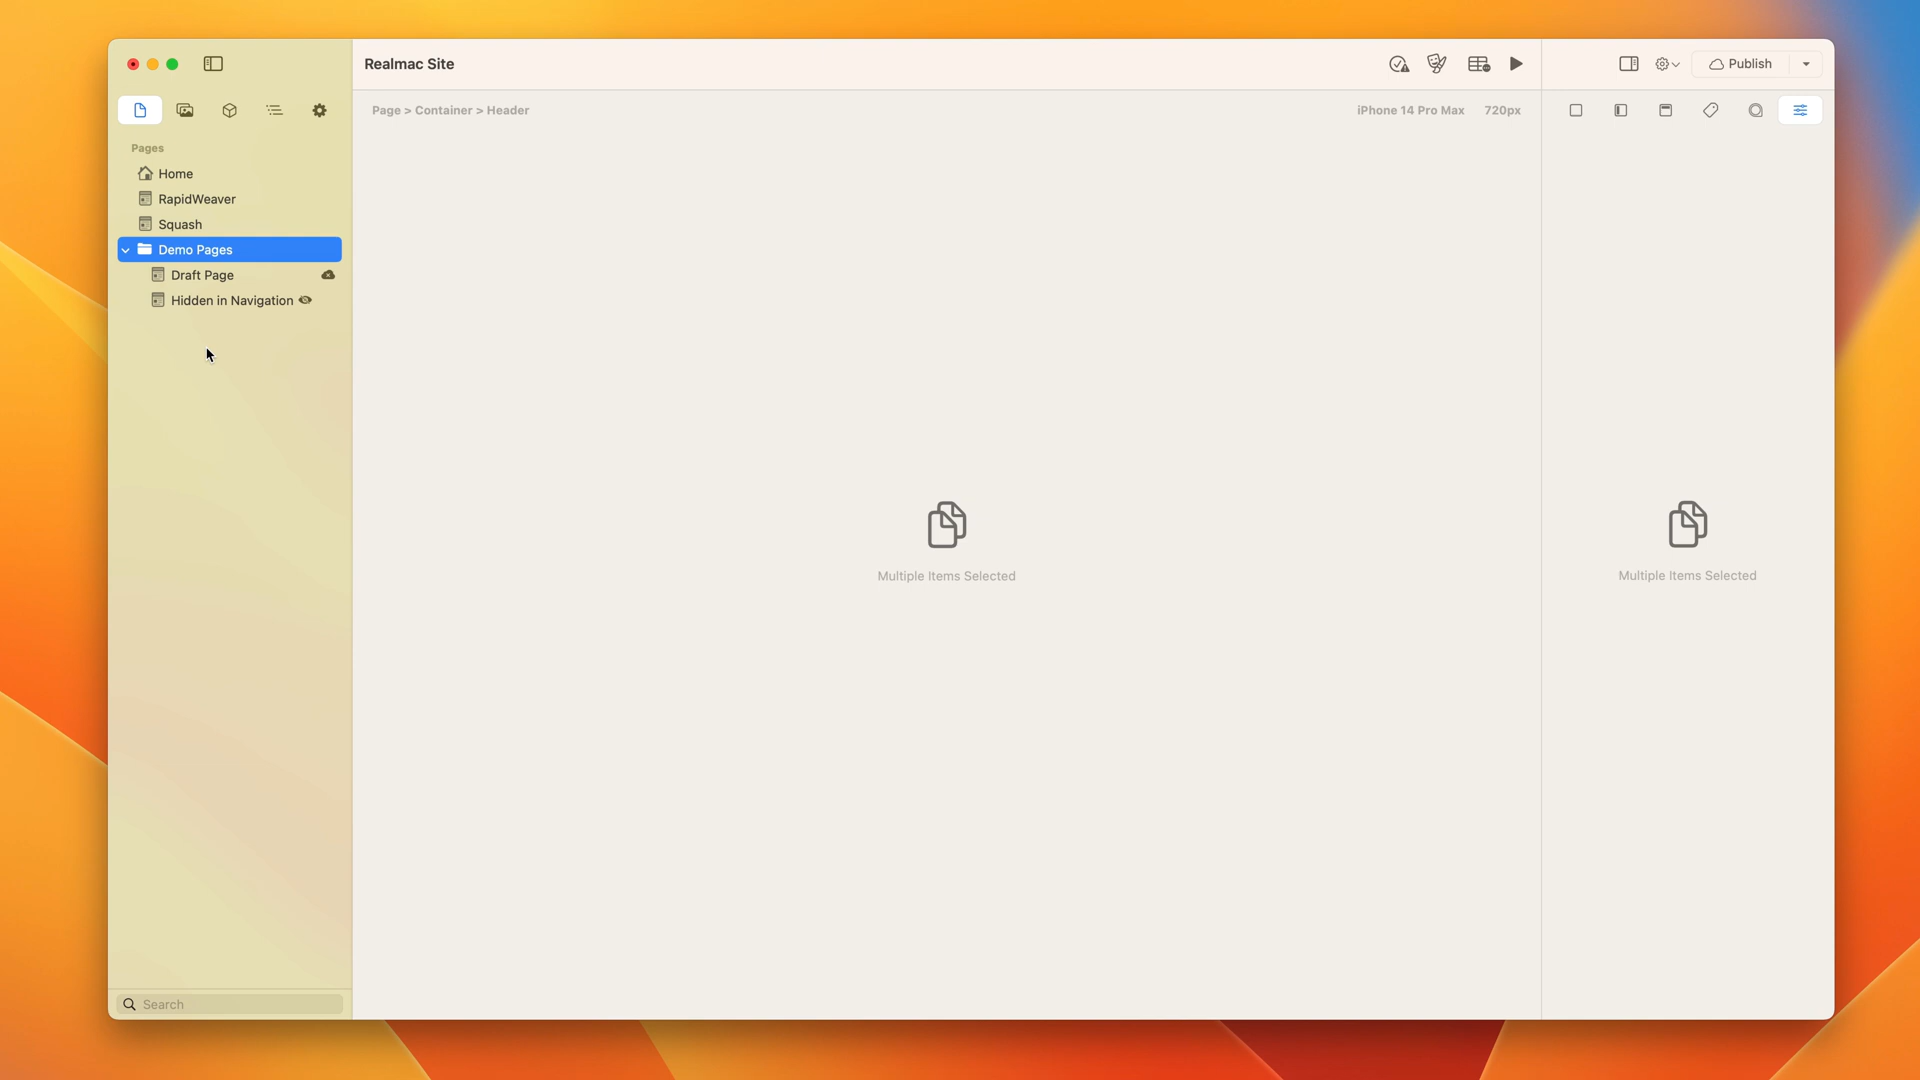 Realmac Site
Publish
Page > Container > Header
iPhone 14 Pro Max 720px
Pages
Home
RapidWeaver
Squash
Demo Pages
Draft Page
Hidden in Navigation
Multiple Items Selected
Multiple Items Selected
Search